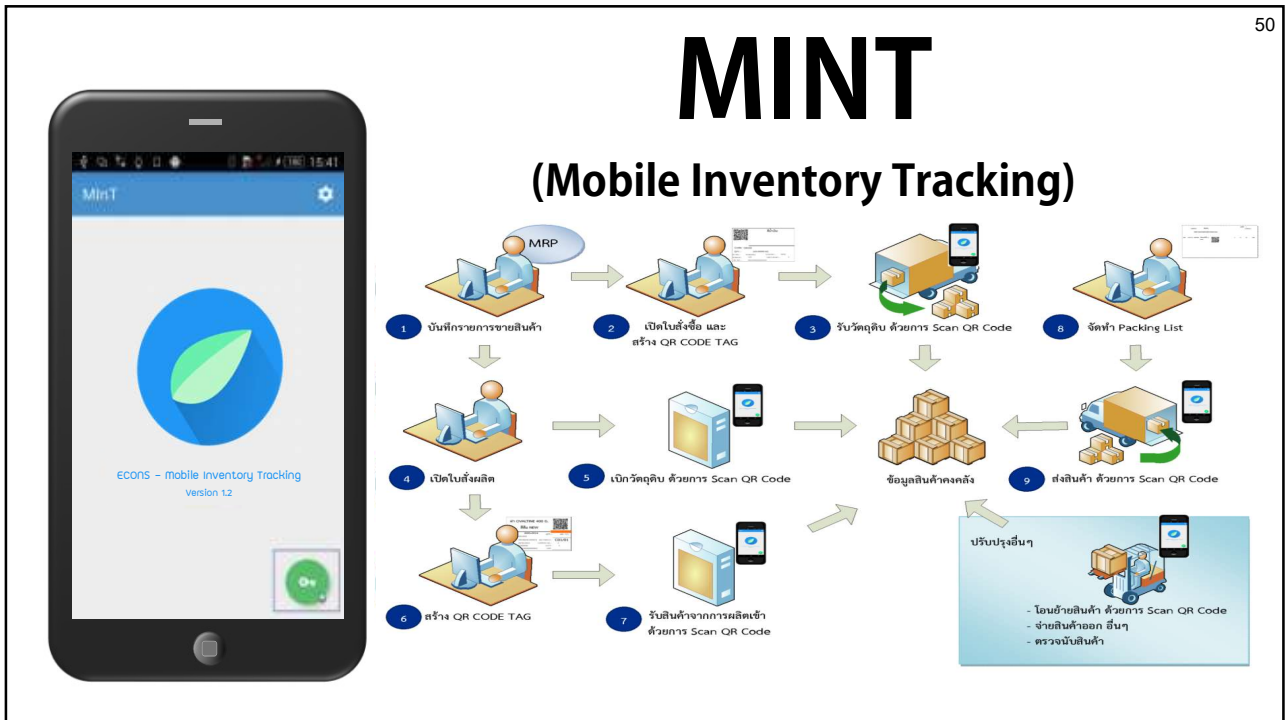 50
MINT
(Mobile Inventory Tracking)
15:41
MInT
ECONS – Mobile Inventory Tracking
Version 1.2
MRP
1 บันทึกรายการขายสินค้า
2 เปิดใบสั่งซื้อ และ
สร้าง QR CODE TAG
3 รับวัตถุดิบ ด้วยการ Scan QR Code
8 จัดทำ Packing List
4 เปิดใบสั่งผลิต
5 เบิกวัตถุดิบ ด้วยการ Scan QR Code
ข้อมูลสินค้าคงคลัง
9 ส่งสินค้า ด้วยการ Scan QR Code
6 สร้าง QR CODE TAG
7 รับสินค้าจากการผลิตเข้า
ด้วยการ Scan QR Code
ปรับปรุงอื่นๆ
- โอนย้ายสินค้า ด้วยการ Scan QR Code
- จ่ายสินค้าออก อื่นๆ
- ตรวจนับสินค้า